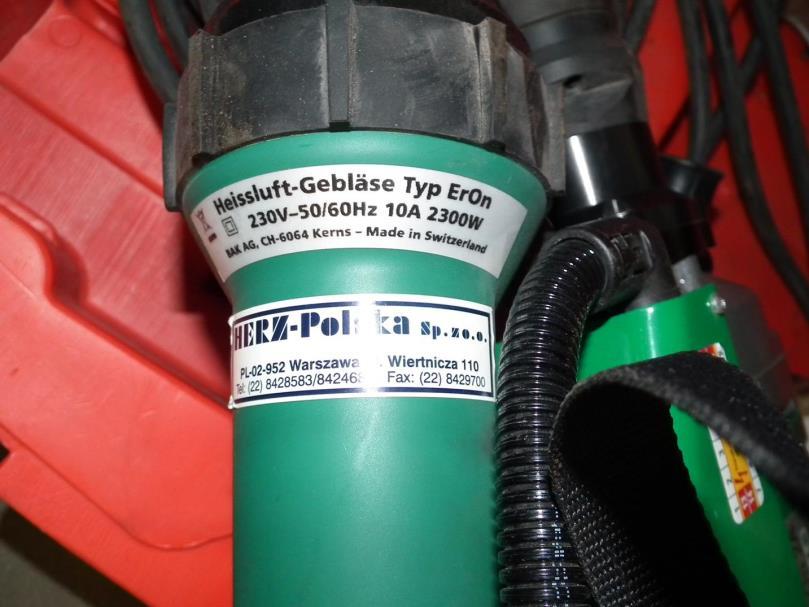 Heissluft-Gebläse Typ ErOn
230V–50/60Hz 10A 2300W
BAK AG, CH-6064 Kerns – Made in Switzerland
HERZ-Polska Sp.zo.o.
PL-02-952 Warszawa Wiertnicza 110
Tel: (22) 8428583/84246 Fax: (22) 8429700